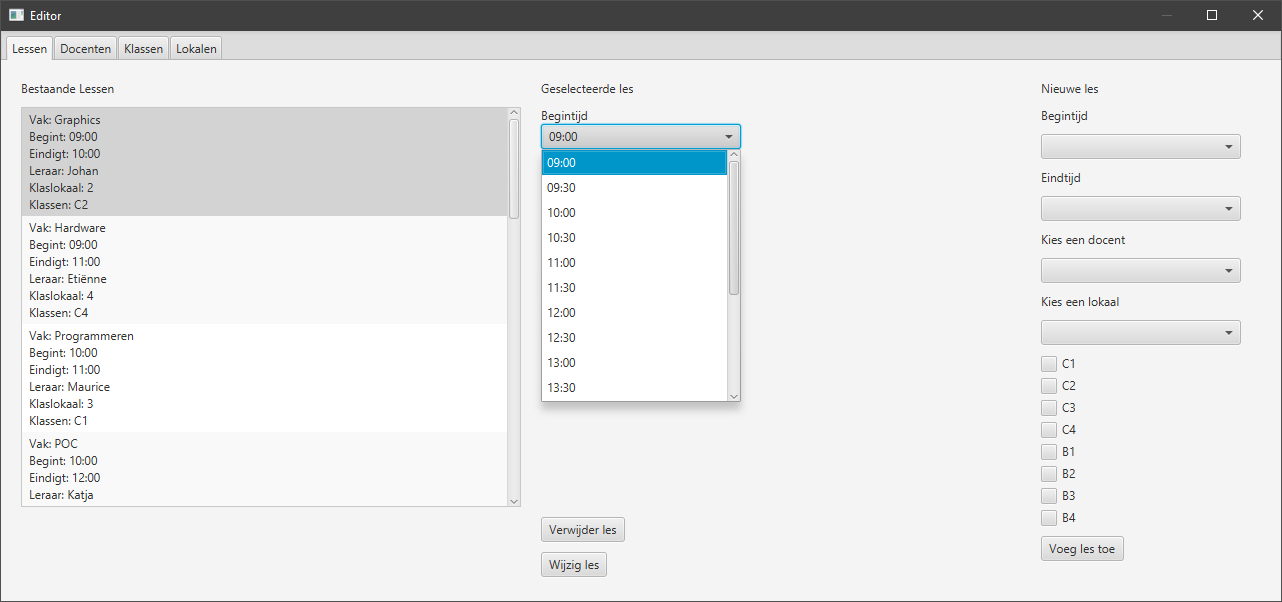 Editor
Lessen
Docenten
Klassen
Lokalen
Bestaande Lessen
Vak: Graphics
Begint: 09:00
Eindigt: 10:00
Leraar: Johan
Klaslokaal: 2
Klassen: C2
Vak: Hardware
Begint: 09:00
Eindigt: 11:00
Leraar: Etiënne
Klaslokaal: 4
Klassen: C4
Vak: Programmeren
Begint: 10:00
Eindigt: 11:00
Leraar: Maurice
Klaslokaal: 3
Klassen: C1
Vak: POC
Begint: 10:00
Eindigt: 12:00
Leraar: Katja
Geselecteerde les
Begintijd
09:00
09:00
09:30
10:00
10:30
11:00
11:30
12:00
12:30
13:00
13:30
Verwijder les
Wijzig les
Nieuwe les
Begintijd
Eindtijd
Kies een docent
Kies een lokaal
C1
C2
C3
C4
B1
B2
B3
B4
Voeg les toe